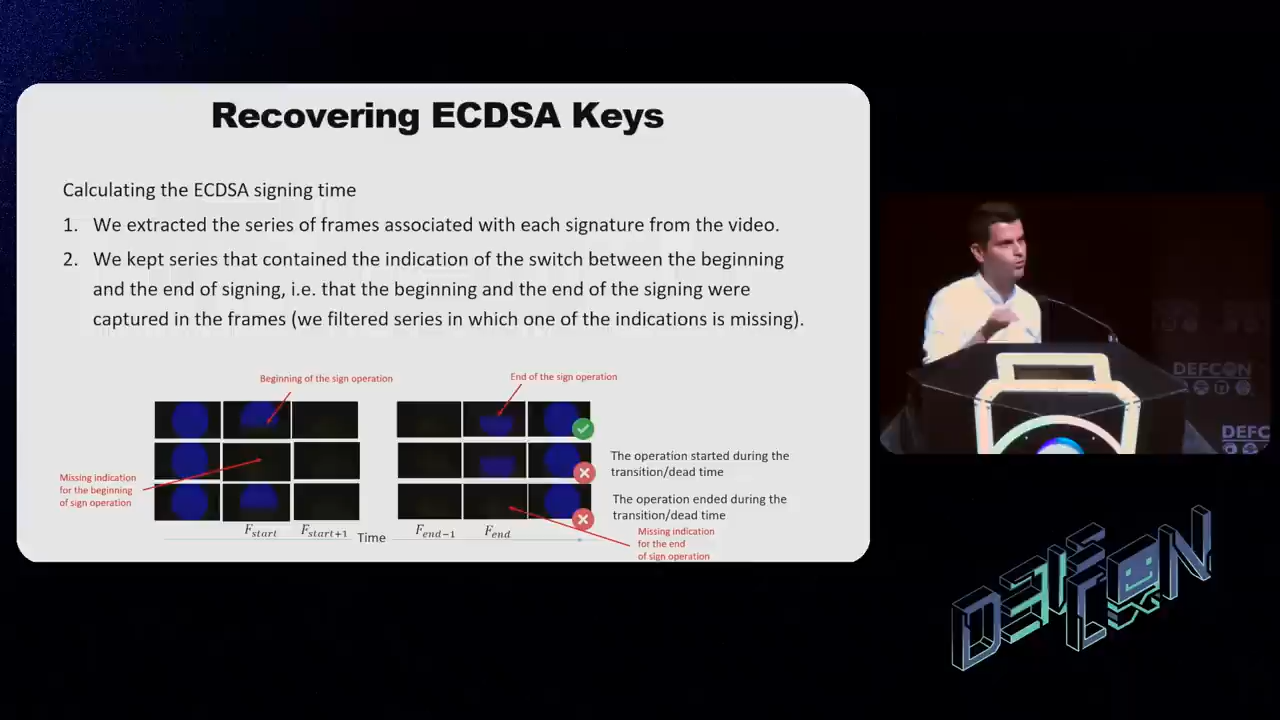 Recovering ECDSA Keys
Calculating the ECDSA signing time
1. We extracted the series of frames associated with each signature from the video.
2. We kept series that contained the indication of the switch between the beginning
and the end of signing, i.e. that the beginning and the end of the signing were
captured in the frames (we filtered series in which one of the indications is missing).
Beginning of the sign operation
End of the sign operation
Missing indication
for the beginning
of sign operation
The operation started during the
transition/dead time
The operation ended during the
transition/dead time
F_start
F_start+1
Time
F_end−1
F_end
Missing indication
for the end
of sign operation
DEFCON
DEFC
DEFCON